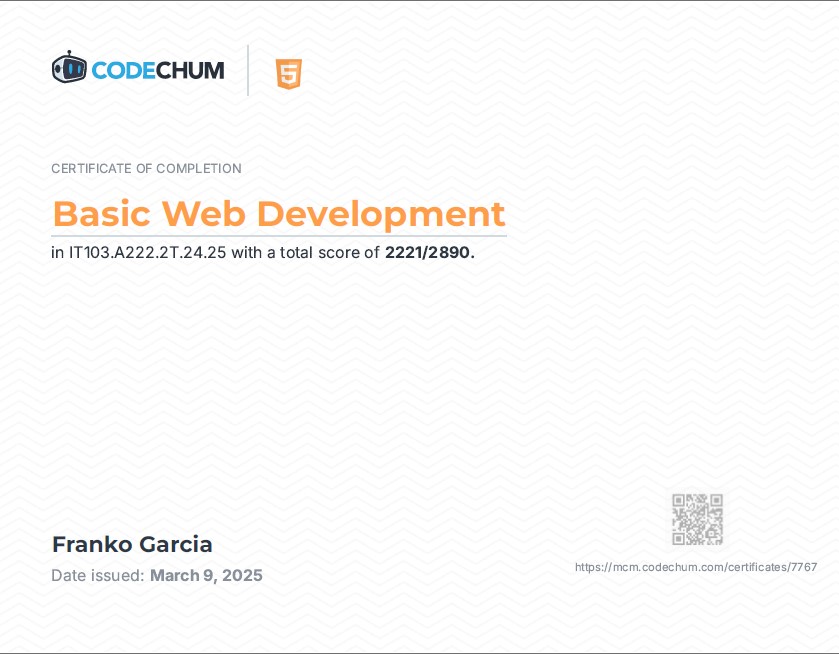 CODECHUM
5
CERTIFICATE OF COMPLETION
Basic Web Development
in IT103.A222.2T.24.25 with a total score of 2221/2890.
Franko Garcia
Date issued: March 9, 2025
https://mcm.codechum.com/certificates/7767